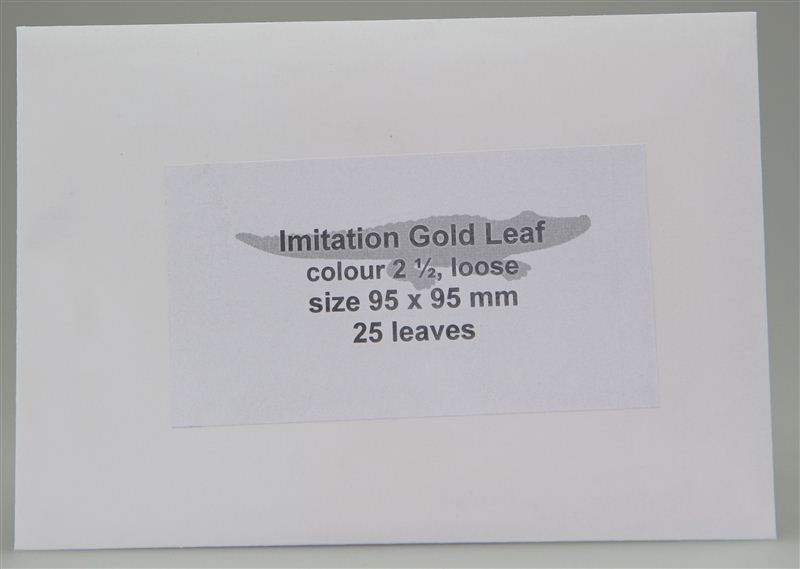 Imitation Gold Leaf
colour 2 ½, loose
size 95 x 95 mm
25 leaves